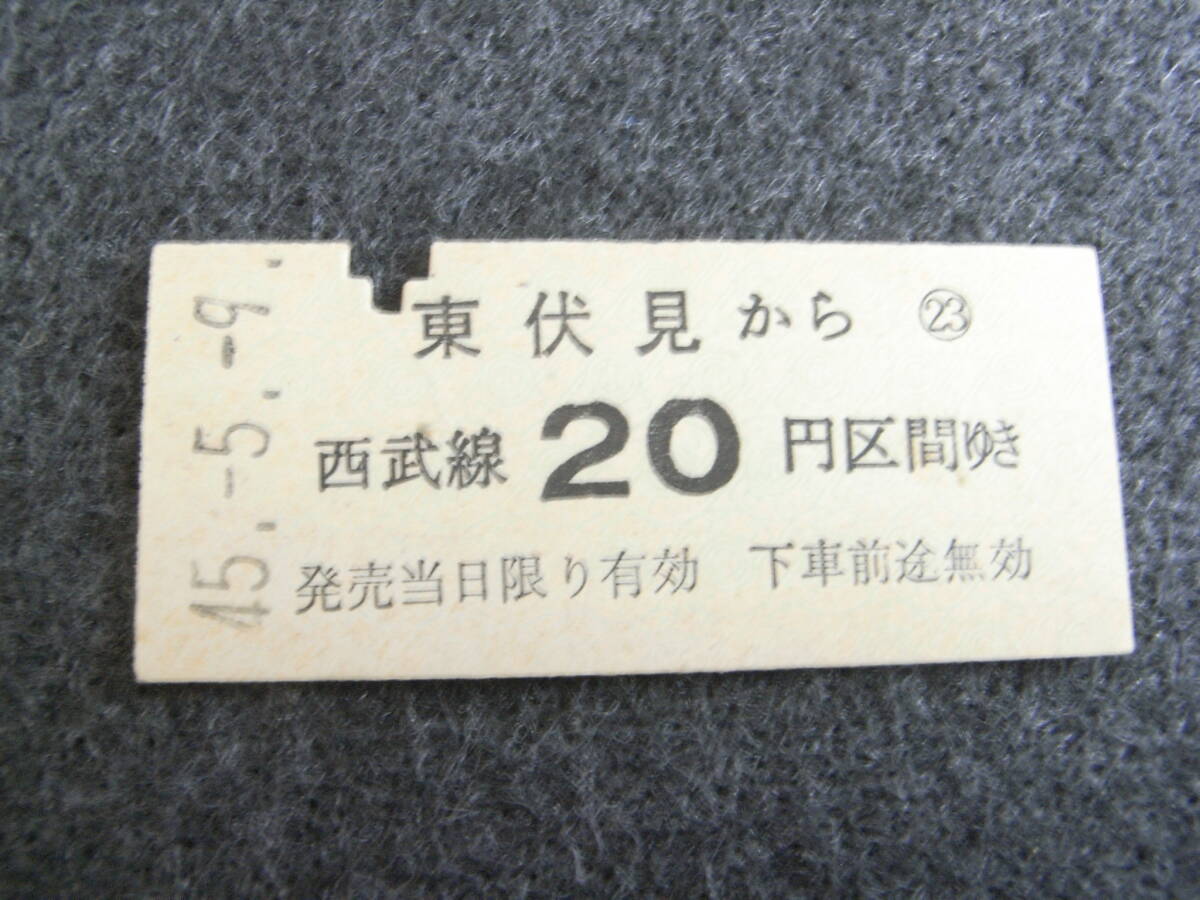 東伏見から ㉓
西武線 20 円区間ゆき
発売当日限り有効 下車前途無効
45.-5.-9.